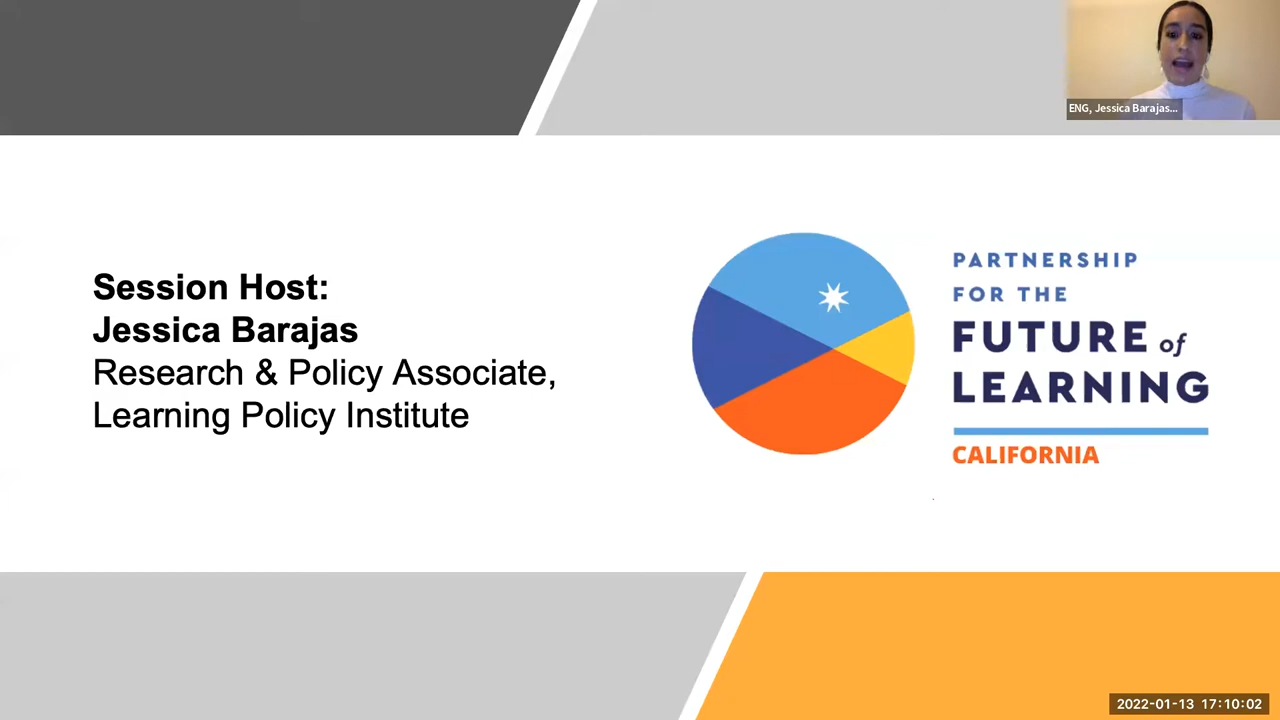 ENG, Jessica Barajas...
Session Host:
Jessica Barajas
Research & Policy Associate,
Learning Policy Institute
PARTNERSHIP
FOR THE
FUTURE of
LEARNING
CALIFORNIA
2022-01-13 17:10:02